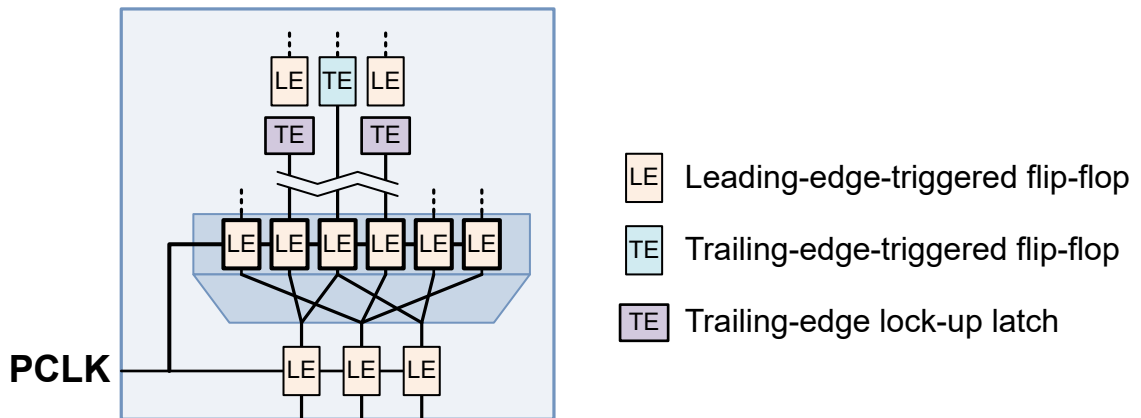 LE TE LE
TE TE
LE Leading-edge-triggered flip-flop
LE LE LE LE LE LE
TE Trailing-edge-triggered flip-flop
TE Trailing-edge lock-up latch
PCLK
LE LE LE